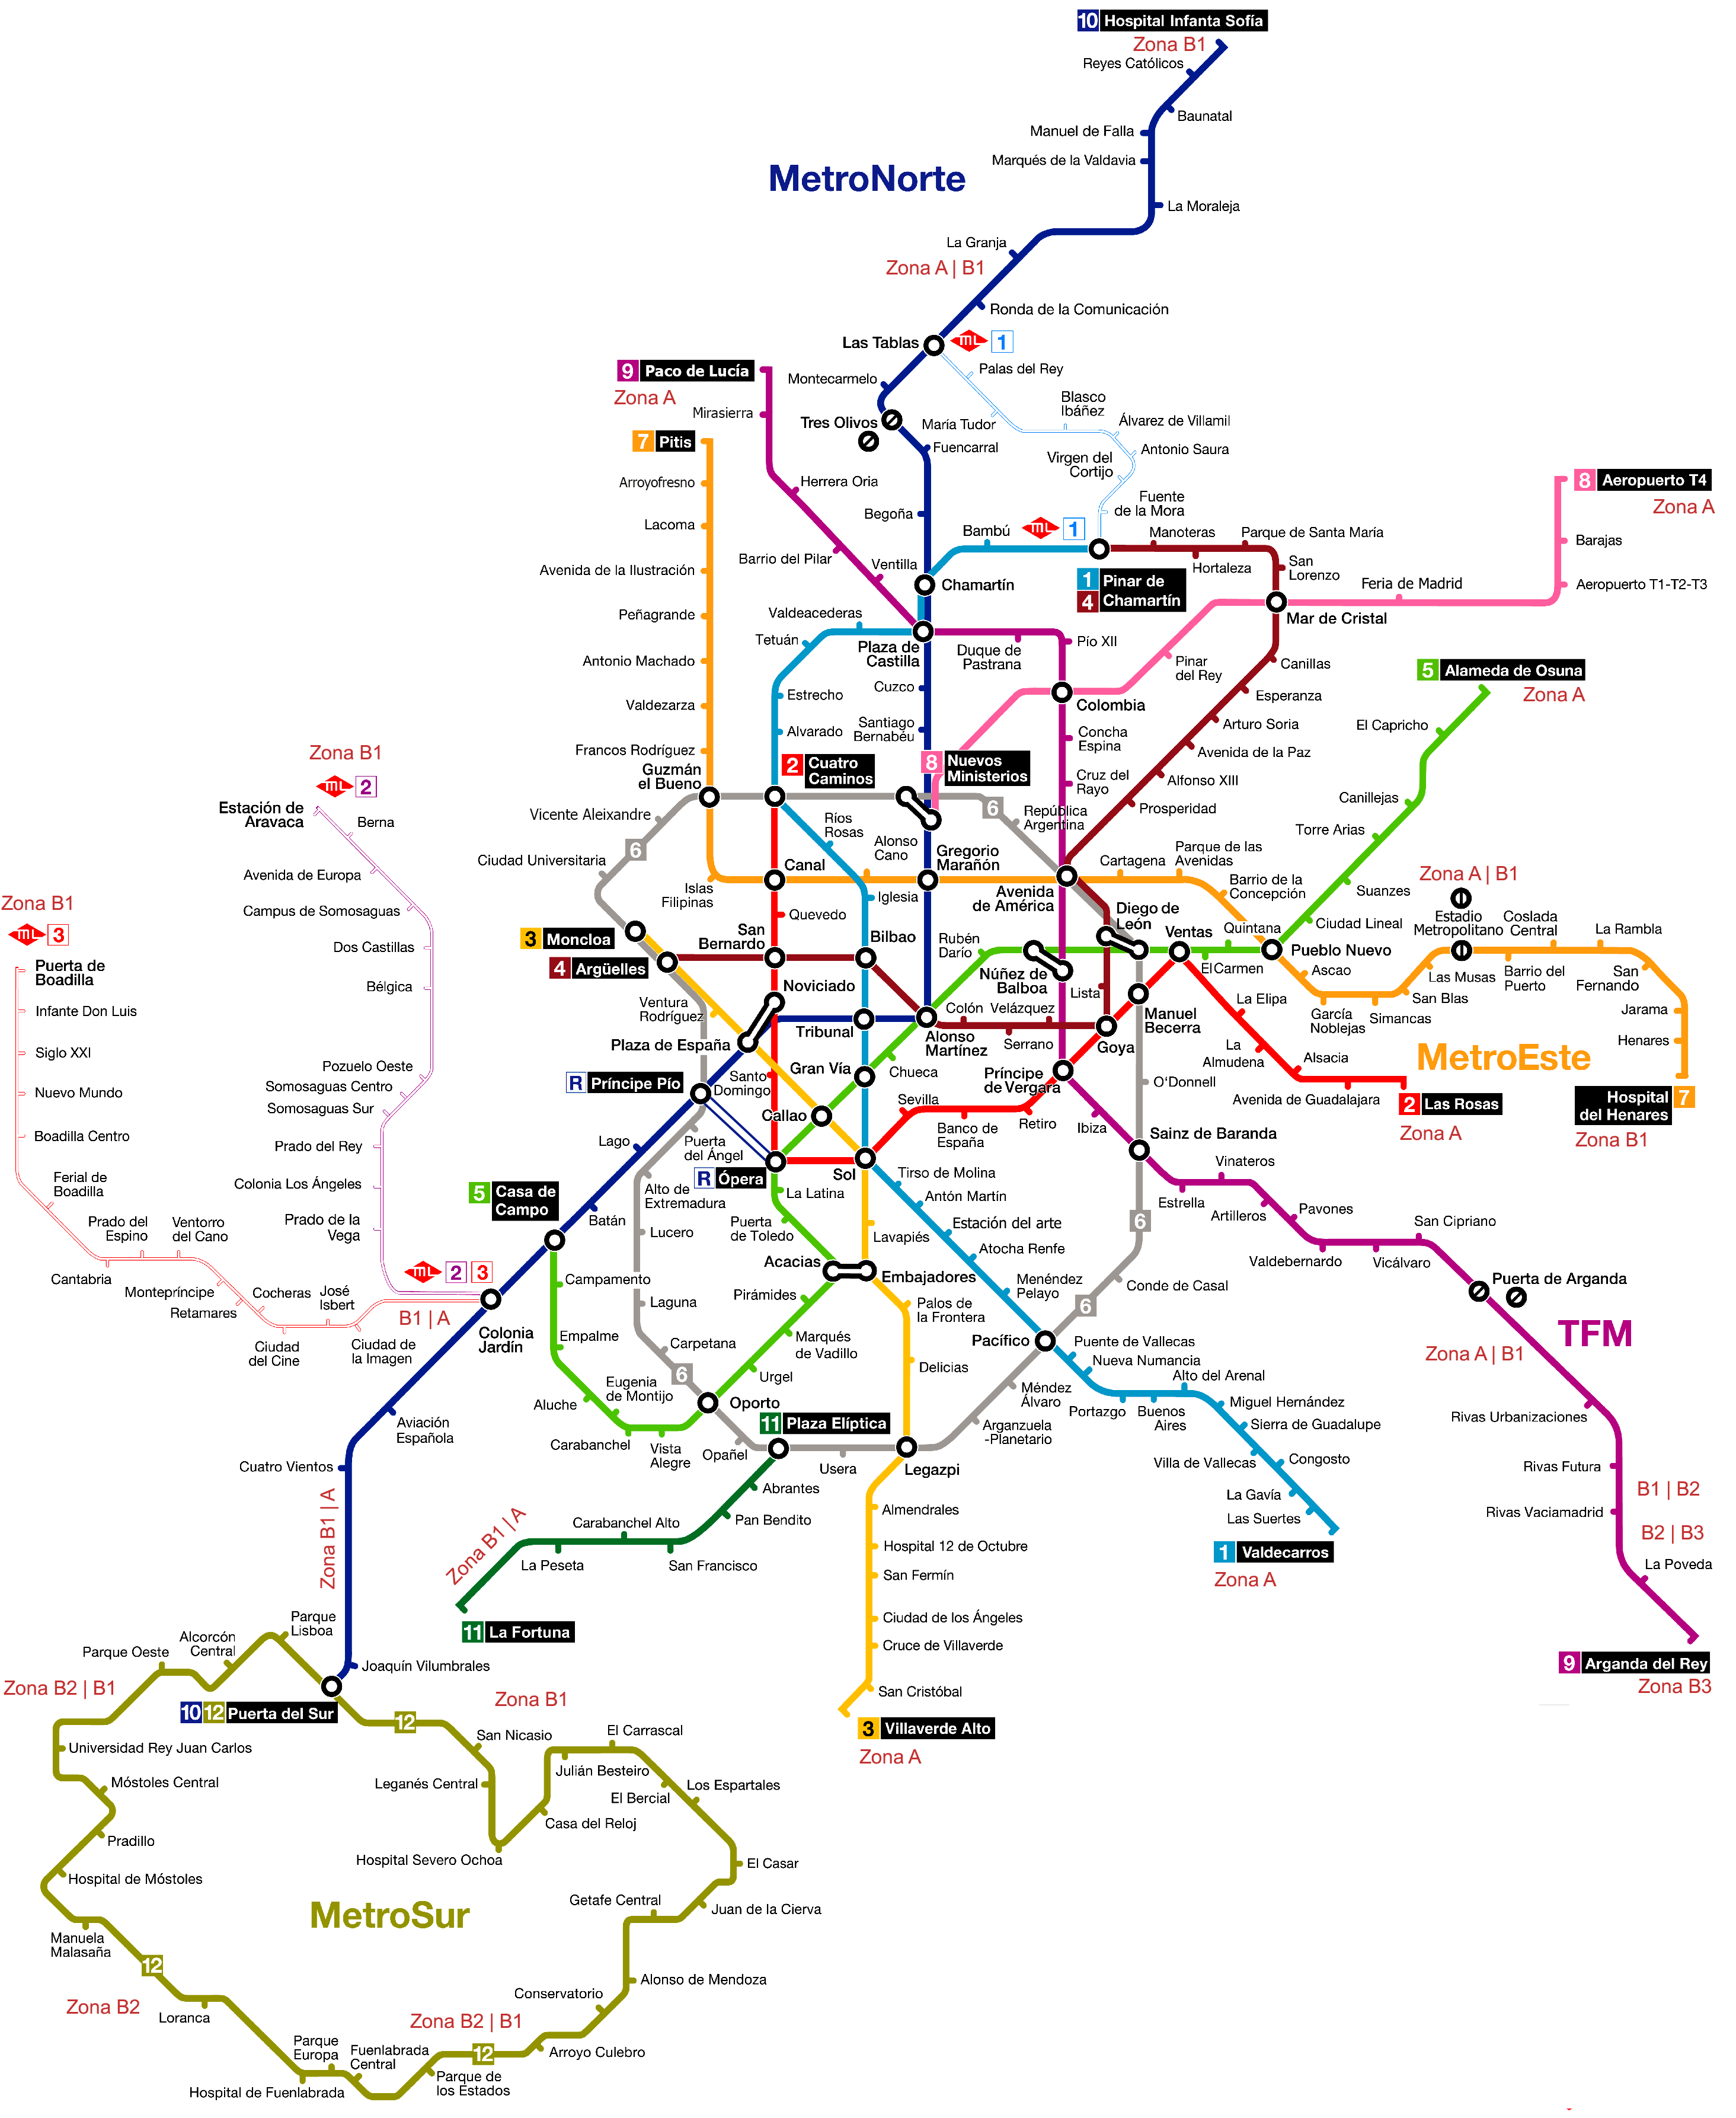 10 Hospital Infanta Sofía
Zona B1
Reyes Católicos
Baunatal
Manuel de Falla
Marqués de la Valdavia
MetroNorte
La Moraleja
La Granja
Zona A | B1
Ronda de la Comunicación
Las Tablas
mL 1
9 Paco de Lucía
Zona A
Mirasierra
Montecarmelo
Palas del Rey
Blasco
Ibáñez
Tres Olivos
María Tudor
Álvarez de Villamil
7 Pitis
Fuencarral
Antonio Saura
Virgen del
Cortijo
Arroyofresno
Herrera Oria
8 Aeropuerto T4
Zona A
Lacoma
Begoña
Fuente
de la Mora
Bambú
mL 1
Manoteras
Parque de Santa María
Barajas
Avenida de la Ilustración
Barrio del Pilar
Ventilla
Hortaleza
San
Lorenzo
Chamartín
1 Pinar de
4 Chamartín
Feria de Madrid
Aeropuerto T1-T2-T3
Peñagrande
Valdeacederas
Mar de Cristal
Tetuán
Plaza de
Castilla
Duque de
Pastrana
Pío XII
Antonio Machado
Pinar
del Rey
Canillas
5 Alameda de Osuna
Zona A
Estrecho
Cuzco
Esperanza
Valdezarza
Colombia
Alvarado
Santiago
Bernabéu
Concha
Espina
Arturo Soria
El Capricho
Francos Rodríguez
Avenida de la Paz
Guzmán
el Bueno
2 Cuatro
Caminos
8 Nuevos
Ministerios
Cruz del
Rayo
Alfonso XIII
Canillejas
Zona B1
mL 2
Estación de
Aravaca
Berna
Vicente Aleixandre
6
República
Argentina
Prosperidad
Torre Arias
Ríos
Rosas
Alonso
Cano
6
Ciudad Universitaria
Canal
Gregorio
Marañón
Cartagena
Parque de las
Avenidas
Avenida de Europa
Islas
Filipinas
Iglesia
Avenida
de América
Barrio de la
Concepción
Suanzes
Zona A | B1
Estadio
Metropolitano
Zona B1
mL 3
Campus de Somosaguas
Quevedo
Diego de
León
Ciudad Lineal
Coslada
Central
La Rambla
3 Moncloa
San
Bernardo
Bilbao
Rubén
Darío
Ventas
Quintana
Pueblo Nuevo
Dos Castillas
4 Argüelles
ElCarmen
Puerta de
Boadilla
Núñez de
Balboa
Ascao
Las Musas
Barrio del
Puerto
San
Fernando
Bélgica
Noviciado
Lista
La Elipa
San Blas
Infante Don Luis
Ventura
Rodríguez
Colón
Velázquez
Manuel
Becerra
García
Noblejas
Simancas
Jarama
Tribunal
Alonso
Martínez
Serrano
Goya
La
Almudena
Henares
Siglo XXI
Plaza de España
Alsacia
MetroEste
Pozuelo Oeste
Gran Vía
Chueca
Príncipe
de Vergara
O‘Donnell
Somosaguas Centro
R Príncipe Pío
Santo
Domingo
Avenida de Guadalajara
2 Las Rosas
Zona A
Hospital
del Henares 7
Zona B1
Nuevo Mundo
Somosaguas Sur
Callao
Sevilla
Banco de
España
Retiro
Ibiza
Boadilla Centro
Prado del Rey
Lago
Puerta
del Ángel
Sainz de Baranda
R Ópera
Sol
Vinateros
Ferial de
Boadilla
Colonia Los Ángeles
5 Casa de
Campo
Alto de
Extremadura
La Latina
Tirso de Molina
Antón Martin
Estrella
Artilleros
Pavones
Prado del
Espino
Ventorro
del Cano
Prado de la
Vega
Batán
Lucero
Puerta
de Toledo
Lavapiés
Estación del arte
6
San Cipriano
Atocha Renfe
Acacias
Embajadores
Valdebernardo
Vicálvaro
Cantabria
mL 2 3
Campamento
Menéndez
Pelayo
Conde de Casal
Puerta de Arganda
Montepríncipe
Retamares
Cocheras
José
Isbert
B1 | A
Laguna
Pirámides
Palos de
la Frontera
6
TFM
Ciudad
del Cine
Ciudad de
la Imagen
Colonia
Jardín
Empalme
Carpetana
Marqués
de Vadillo
Pacífico
Puente de Vallecas
Zona A | B1
Delicias
Nueva Numancia
6
Urgel
Alto del Arenal
Eugenia
de Montijo
Méndez
Álvaro
Aluche
Oporto
Portazgo
Buenos
Aires
Miguel Hernández
Rivas Urbanizaciones
Aviación
Española
11 Plaza Elíptica
Arganzuela
-Planetario
Sierra de Guadalupe
Carabanchel
Vista
Alegre
Opañel
Usera
Legazpi
Villa de Vallecas
Congosto
Cuatro Vientos
Rivas Futura
Abrantes
La Gavía
B1 | B2
Zona B1 | A
Zona B1 | A
Carabanchel Alto
Pan Bendito
Almendrales
Las Suertes
Rivas Vaciamadrid
B2 | B3
La Peseta
San Francisco
Hospital 12 de Octubre
1 Valdecarros
Zona A
La Poveda
San Fermín
11 La Fortuna
Ciudad de los Ángeles
Parque
Lisboa
Alcorcón
Central
Cruce de Villaverde
Parque Oeste
Joaquín Vilumbrales
9 Arganda del Rey
Zona B3
Zona B2 | B1
Zona B1
San Cristóbal
10 12 Puerta del Sur
12
3 Villaverde Alto
Zona A
San Nicasio
El Carrascal
Universidad Rey Juan Carlos
Julián Besteiro
Móstoles Central
Leganés Central
El Bercial
Los Espartales
Casa del Reloj
Pradillo
Hospital Severo Ochoa
El Casar
Hospital de Móstoles
MetroSur
Getafe Central
Juan de la Cierva
Manuela
Malasaña
12
Alonso de Mendoza
Conservatorio
Zona B2
Loranca
Zona B2 | B1
Parque
Europa
Fuenlabrada
Central
12
Arroyo Culebro
Hospital de Fuenlabrada
Parque de
los Estados